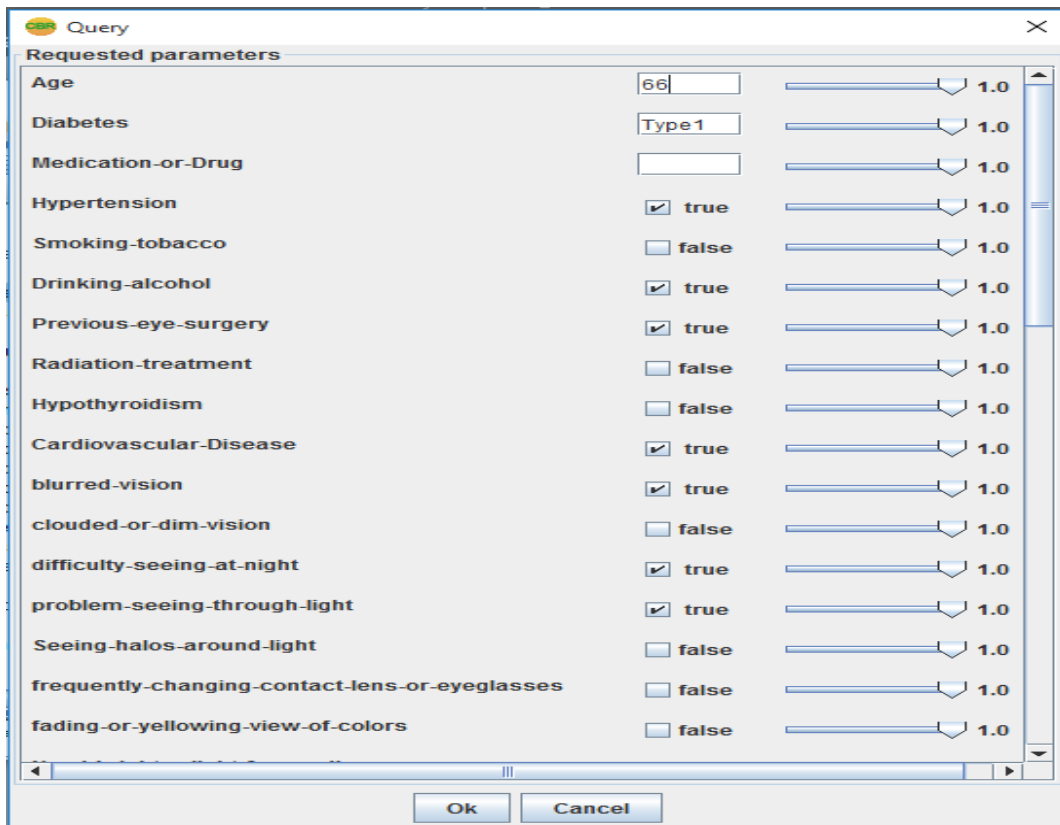 CBR Query
Requested parameters
Age 66 1.0
Diabetes Type1 1.0
Medication-or-Drug 1.0
Hypertension true 1.0
Smoking-tobacco false 1.0
Drinking-alcohol true 1.0
Previous-eye-surgery true 1.0
Radiation-treatment false 1.0
Hypothyroidism false 1.0
Cardiovascular-Disease true 1.0
blurred-vision true 1.0
clouded-or-dim-vision false 1.0
difficulty-seeing-at-night true 1.0
problem-seeing-through-light true 1.0
Seeing-halos-around-light false 1.0
frequently-changing-contact-lens-or-eyeglasses false 1.0
fading-or-yellowing-view-of-colors false 1.0
Ok Cancel